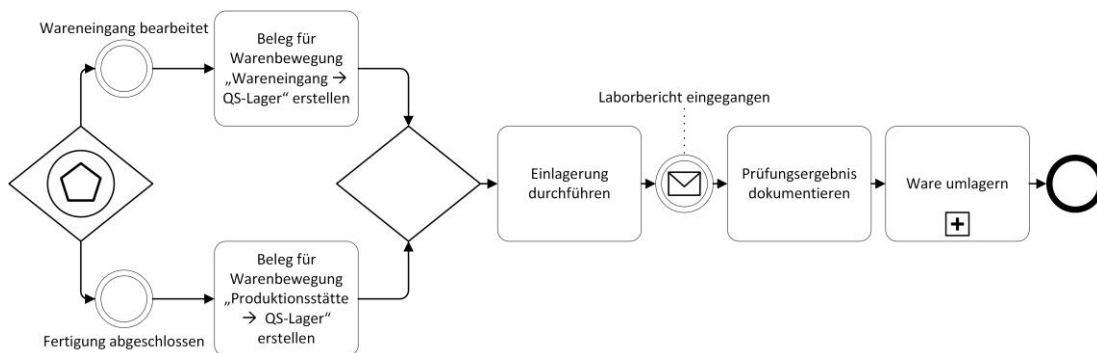 Wareneingang bearbeitet
Beleg für
Warenbewegung
„Wareneingang →
QS-Lager“ erstellen
Laborbericht eingegangen
Einlagerung
durchführen
Prüfungsergebnis
dokumentieren
Ware umlagern
Beleg für
Warenbewegung
„Produktionsstätte
→ QS-Lager“
erstellen
Fertigung abgeschlossen